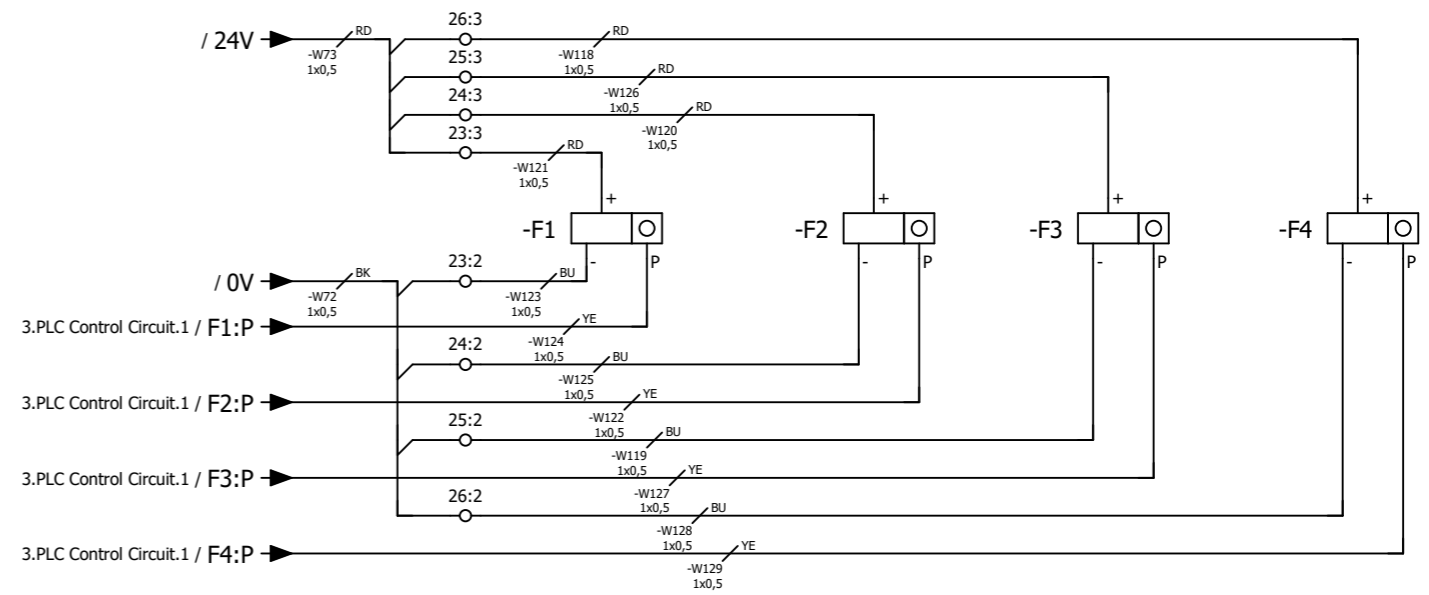 26:3
/ 24V
RD
RD
-W73
1x0,5
-W118
1x0,5
25:3
RD
-W126
1x0,5
24:3
RD
-W120
1x0,5
23:3
RD
-W121
1x0,5
+
+
+
+
-F1
-F2
-F3
-F4
-
P
-
P
-
P
-
P
23:2
/ 0V
BK
BU
-W72
1x0,5
-W123
1x0,5
3.PLC Control Circuit.1 / F1:P
YE
-W124
1x0,5
24:2
BU
-W125
1x0,5
3.PLC Control Circuit.1 / F2:P
YE
-W122
1x0,5
25:2
BU
-W119
1x0,5
3.PLC Control Circuit.1 / F3:P
YE
-W127
1x0,5
26:2
BU
-W128
1x0,5
3.PLC Control Circuit.1 / F4:P
YE
-W129
1x0,5